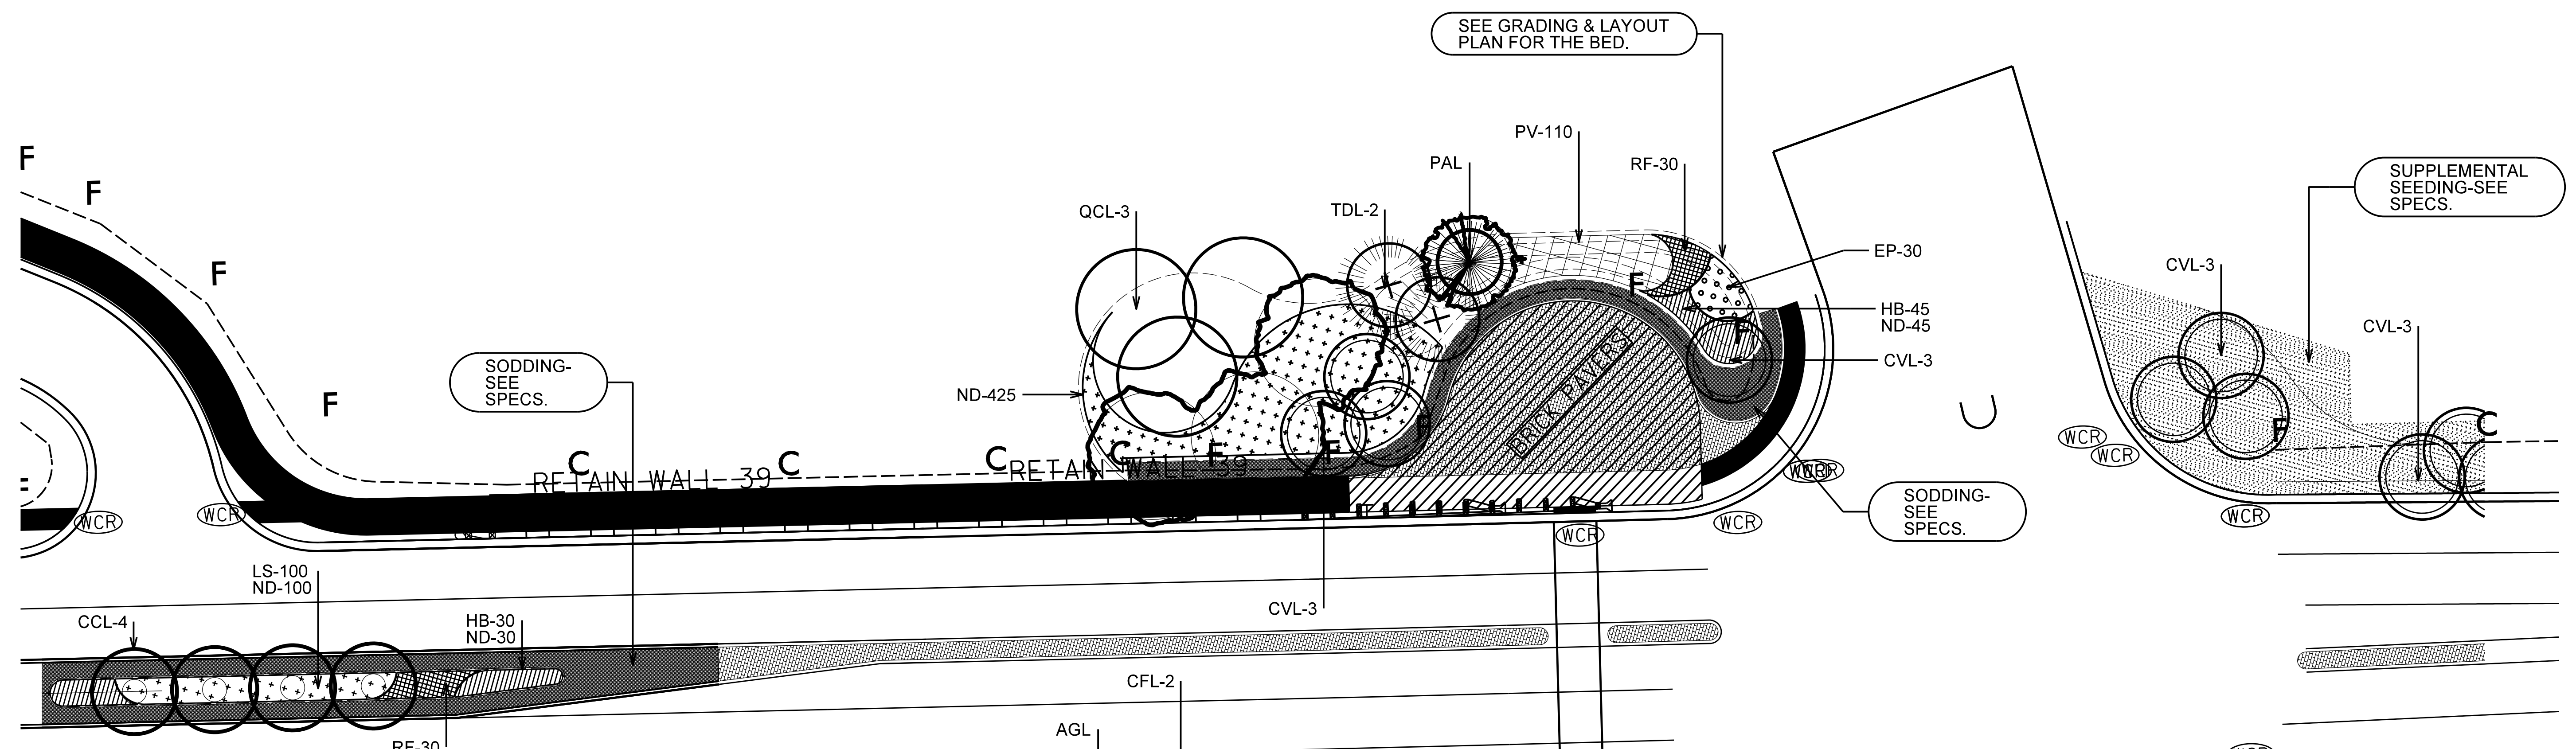 SEE GRADING & LAYOUT
PLAN FOR THE BED.
PV-110
PAL
RF-30
F
F
SUPPLEMENTAL
SEEDING-SEE
SPECS.
QCL-3
TDL-2
EP-30
CVL-3
F
F
HB-45
ND-45
CVL-3
F
CVL-3
SODDING-
SEE
SPECS.
ND-425
BRICK PAVERS
F
F
F
C
F
WCR
WCR
C
C
C
C
F
F
RETAIN WALL 39
RETAIN WALL 39
WCR
F
WCR
WCR
SODDING-
SEE
SPECS.
WCR
WCR
WCR
WCR
LS-100
ND-100
CVL-3
CCL-4
HB-30
ND-30
CFL-2
AGL
RF-30